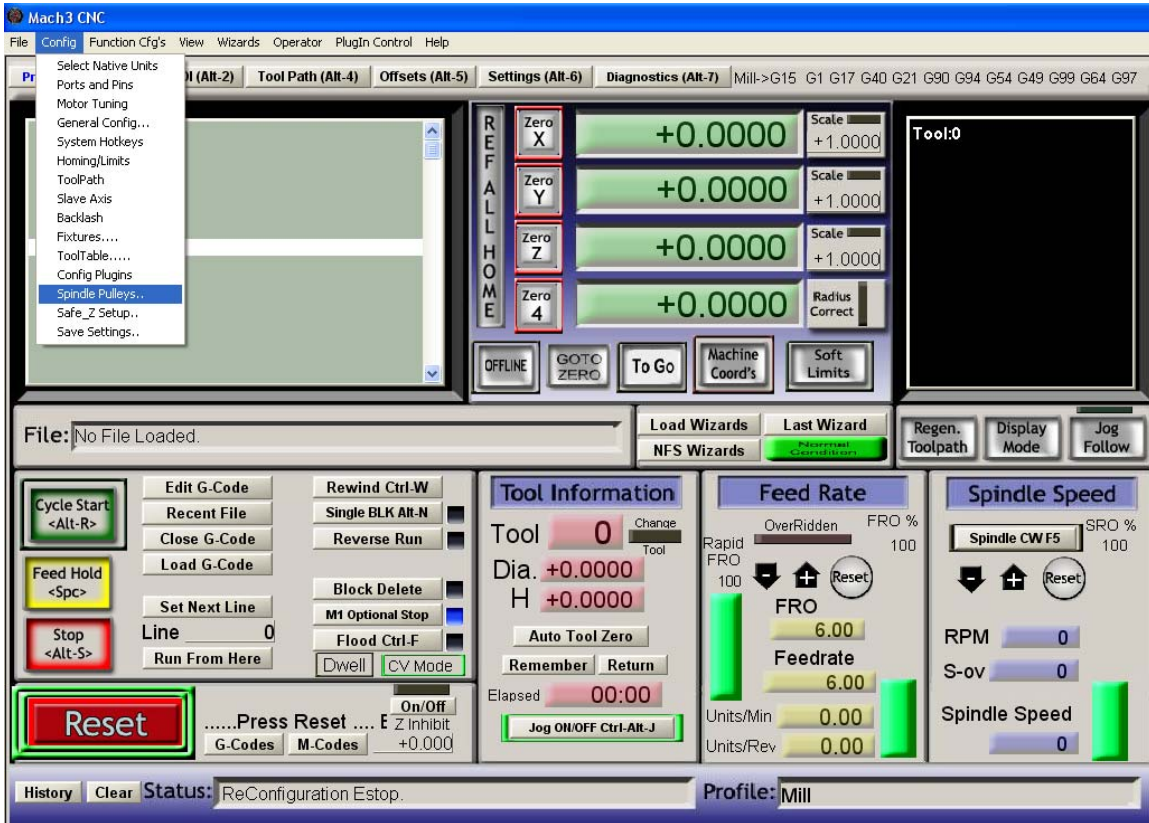 Mach3 CNC
File Config Function Cfg's View Wizards Operator PlugIn Control Help
Select Native Units
Ports and Pins
Motor Tuning
General Config...
System Hotkeys
Homing/Limits
ToolPath
Slave Axis
Backlash
Fixtures....
ToolTable.....
Config Plugins
Spindle Pulleys..
Safe_Z Setup..
Save Settings..
(Alt-2) Tool Path (Alt-4) Offsets (Alt-5) Settings (Alt-6) Diagnostics (Alt-7) Mill->G15 G1 G17 G40 G21 G90 G94 G54 G49 G99 G64 G97
REF ALL HOME
Zero X +0.0000 Scale +1.0000
Zero Y +0.0000 Scale +1.0000
Zero Z +0.0000 Scale +1.0000
Zero 4 +0.0000 Radius Correct
OFFLINE GOTO ZERO To Go Machine Coord's Soft Limits
Tool:0
File: No File Loaded.
Load Wizards Last Wizard
NFS Wizards Normal Condition
Regen. Toolpath Display Mode Jog Follow
Cycle Start <Alt-R>
Feed Hold <Spc>
Stop <Alt-S>
Edit G-Code
Recent File
Close G-Code
Load G-Code
Set Next Line
Line 0
Run From Here
Rewind Ctrl-W
Single BLK Alt-N
Reverse Run
Block Delete
M1 Optional Stop
Flood Ctrl-F
Dwell CV Mode
Reset
.....Press Reset .... E
G-Codes M-Codes
On/Off
Z Inhibit
+0.000
Tool Information
Tool 0 Change Tool
Dia. +0.0000
H +0.0000
Auto Tool Zero
Remember Return
Elapsed 00:00
Jog ON/OFF Ctrl-Alt-J
Feed Rate
OverRidden FRO %
100
Rapid FRO
100
Reset
FRO
6.00
Feedrate
6.00
Units/Min 0.00
Units/Rev 0.00
Spindle Speed
Spindle CW F5
SRO %
100
Reset
RPM 0
S-ov 0
Spindle Speed
0
History Clear Status: ReConfiguration Estop.
Profile: Mill